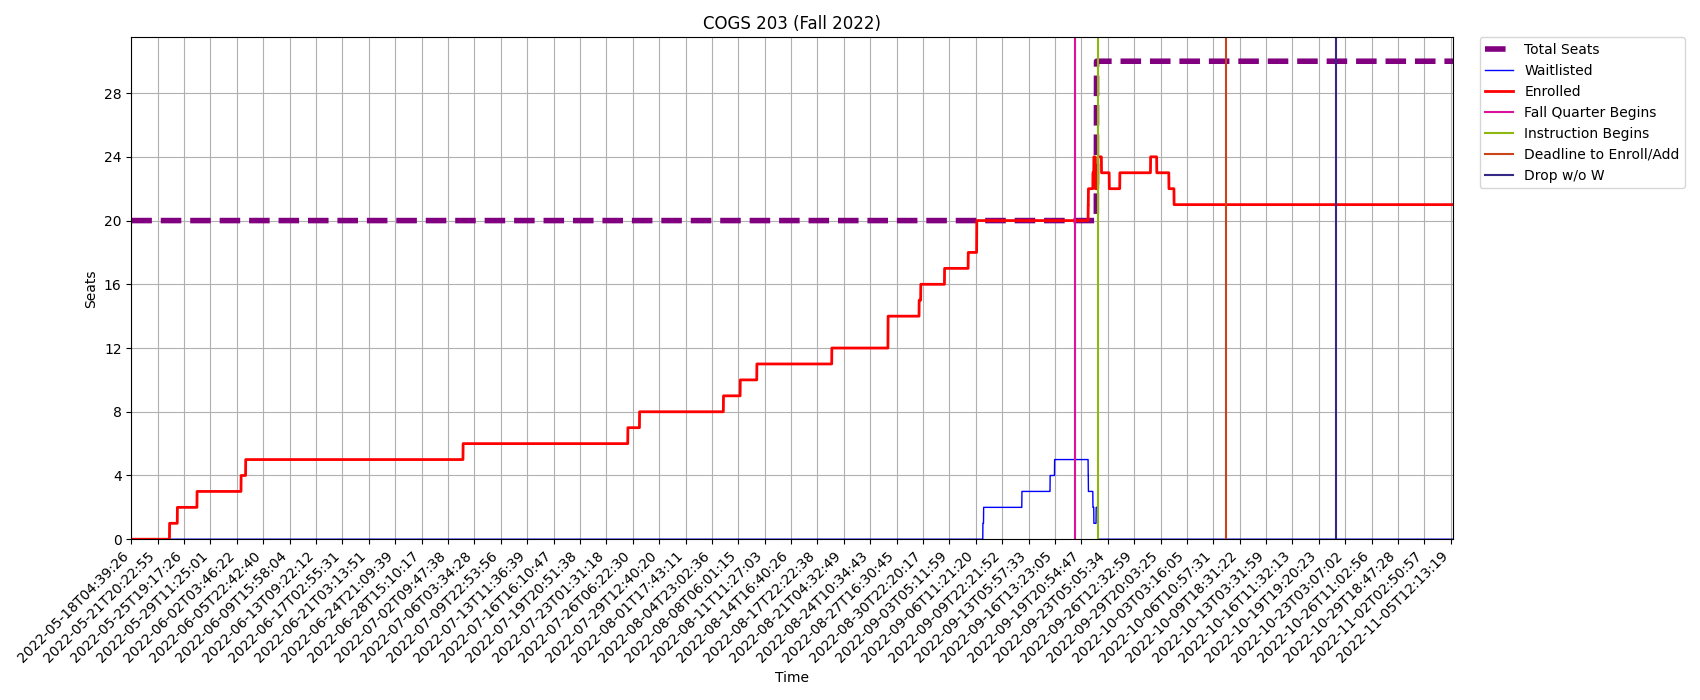 COGS 203 (Fall 2022)
Total Seats
Waitlisted
Enrolled
Fall Quarter Begins
Instruction Begins
Deadline to Enroll/Add
Drop w/o W
Seats
28
24
20
16
12
8
4
0
2022-05-18T04:39:26
2022-05-21T20:22:55
2022-05-25T19:17:26
2022-05-29T11:25:01
2022-06-02T03:46:22
2022-06-05T22:42:40
2022-06-09T15:58:04
2022-06-13T09:22:12
2022-06-17T02:55:31
2022-06-21T03:13:51
2022-06-24T21:09:39
2022-06-28T15:10:17
2022-07-02T09:47:38
2022-07-06T03:34:28
2022-07-09T22:53:56
2022-07-13T11:36:39
2022-07-16T16:10:47
2022-07-19T20:51:38
2022-07-23T01:31:18
2022-07-26T06:22:30
2022-07-29T12:40:20
2022-08-01T17:43:11
2022-08-04T23:02:36
2022-08-08T06:01:15
2022-08-11T11:27:03
2022-08-14T16:40:26
2022-08-17T22:22:38
2022-08-21T04:32:49
2022-08-24T10:34:43
2022-08-27T16:30:45
2022-08-30T22:20:17
2022-09-03T05:11:59
2022-09-06T11:21:20
2022-09-09T22:21:52
2022-09-13T05:57:33
2022-09-16T13:23:05
2022-09-19T20:54:47
2022-09-23T05:05:34
2022-09-26T12:32:59
2022-09-29T20:03:25
2022-10-03T03:16:05
2022-10-06T10:57:31
2022-10-09T18:31:22
2022-10-13T03:31:59
2022-10-16T11:32:13
2022-10-19T19:20:23
2022-10-23T03:07:02
2022-10-26T11:02:56
2022-10-29T18:47:28
2022-11-02T02:50:57
2022-11-05T12:13:19
Time